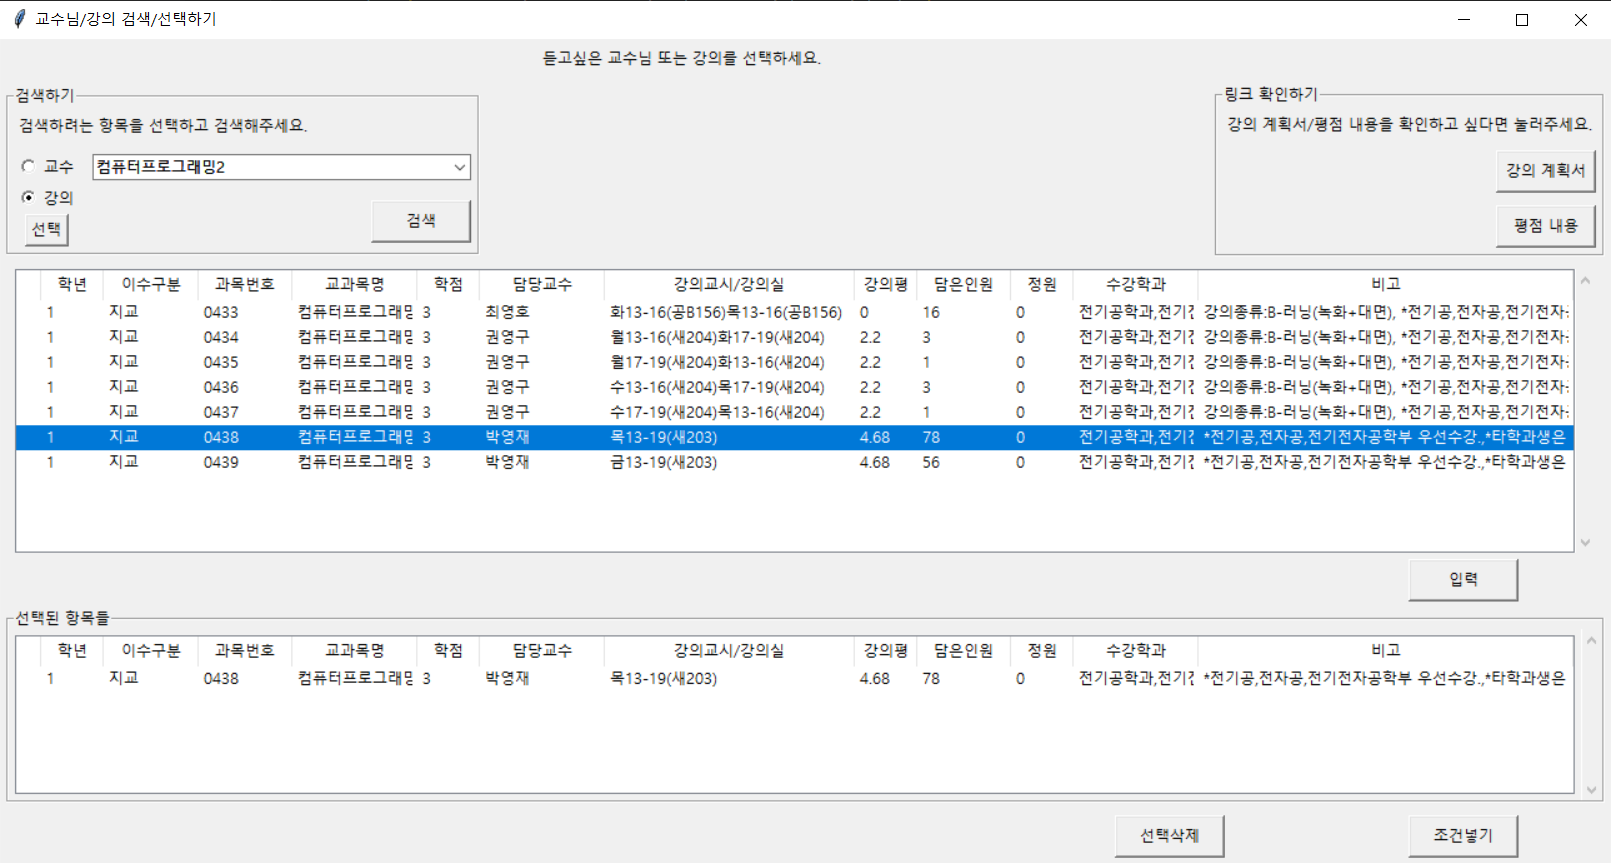 교수님/강의 검색/선택하기
듣고싶은 교수님 또는 강의를 선택하세요.
검색하기
검색하려는 항목을 선택하고 검색해주세요.
교수 컴퓨터프로그래밍2
강의
선택 검색
링크 확인하기
강의 계획서/평점 내용을 확인하고 싶다면 눌러주세요.
강의 계획서
평점 내용
학년 이수구분 과목번호 교과목명 학점 담당교수 강의교시/강의실 강의평 담은인원 정원 수강학과 비고
1 지교 0433 컴퓨터프로그래밍 3 최영호 화13-16(공B156)목13-16(공B156) 0 16 0 전기공학과,전기전 강의종류:B-러닝(녹화+대면), *전기공,전자공,전기전자공
1 지교 0434 컴퓨터프로그래밍 3 권영구 월13-16(새204)화17-19(새204) 2.2 3 0 전기공학과,전기전 강의종류:B-러닝(녹화+대면), *전기공,전자공,전기전자공
1 지교 0435 컴퓨터프로그래밍 3 권영구 월17-19(새204)화13-16(새204) 2.2 1 0 전기공학과,전기전 강의종류:B-러닝(녹화+대면), *전기공,전자공,전기전자공
1 지교 0436 컴퓨터프로그래밍 3 권영구 수13-16(새204)목17-19(새204) 2.2 3 0 전기공학과,전기전 강의종류:B-러닝(녹화+대면), *전기공,전자공,전기전자공
1 지교 0437 컴퓨터프로그래밍 3 권영구 수17-19(새204)목13-16(새204) 2.2 1 0 전기공학과,전기전 강의종류:B-러닝(녹화+대면), *전기공,전자공,전기전자공
1 지교 0438 컴퓨터프로그래밍 3 박영재 목13-19(새203) 4.68 78 0 전기공학과,전기전 *전기공,전자공,전기전자공학부 우선수강.,*타학과생은
1 지교 0439 컴퓨터프로그래밍 3 박영재 금13-19(새203) 4.68 56 0 전기공학과,전기전 *전기공,전자공,전기전자공학부 우선수강.,*타학과생은
입력
선택된 항목들
학년 이수구분 과목번호 교과목명 학점 담당교수 강의교시/강의실 강의평 담은인원 정원 수강학과 비고
1 지교 0438 컴퓨터프로그래밍 3 박영재 목13-19(새203) 4.68 78 0 전기공학과,전기전 *전기공,전자공,전기전자공학부 우선수강.,*타학과생은
선택삭제 조건넣기